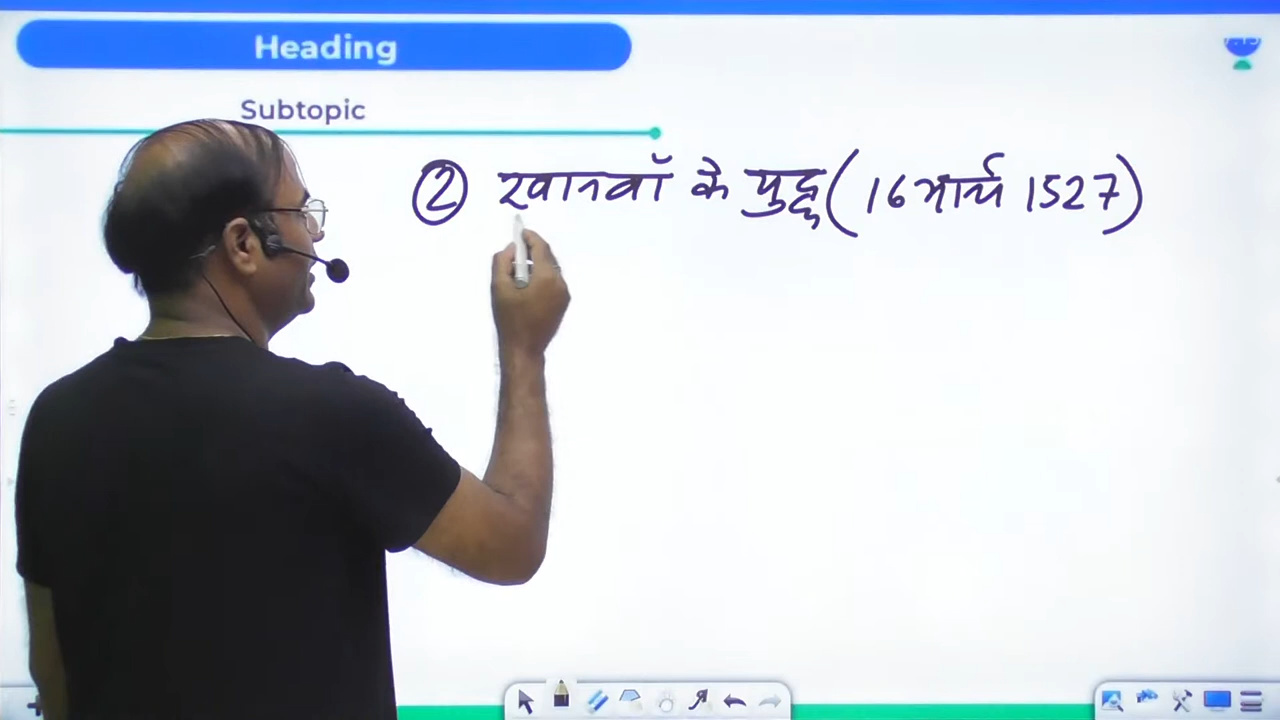 Heading
Subtopic
② खानवाँ के युद्ध ( 16 मार्च 1527 )